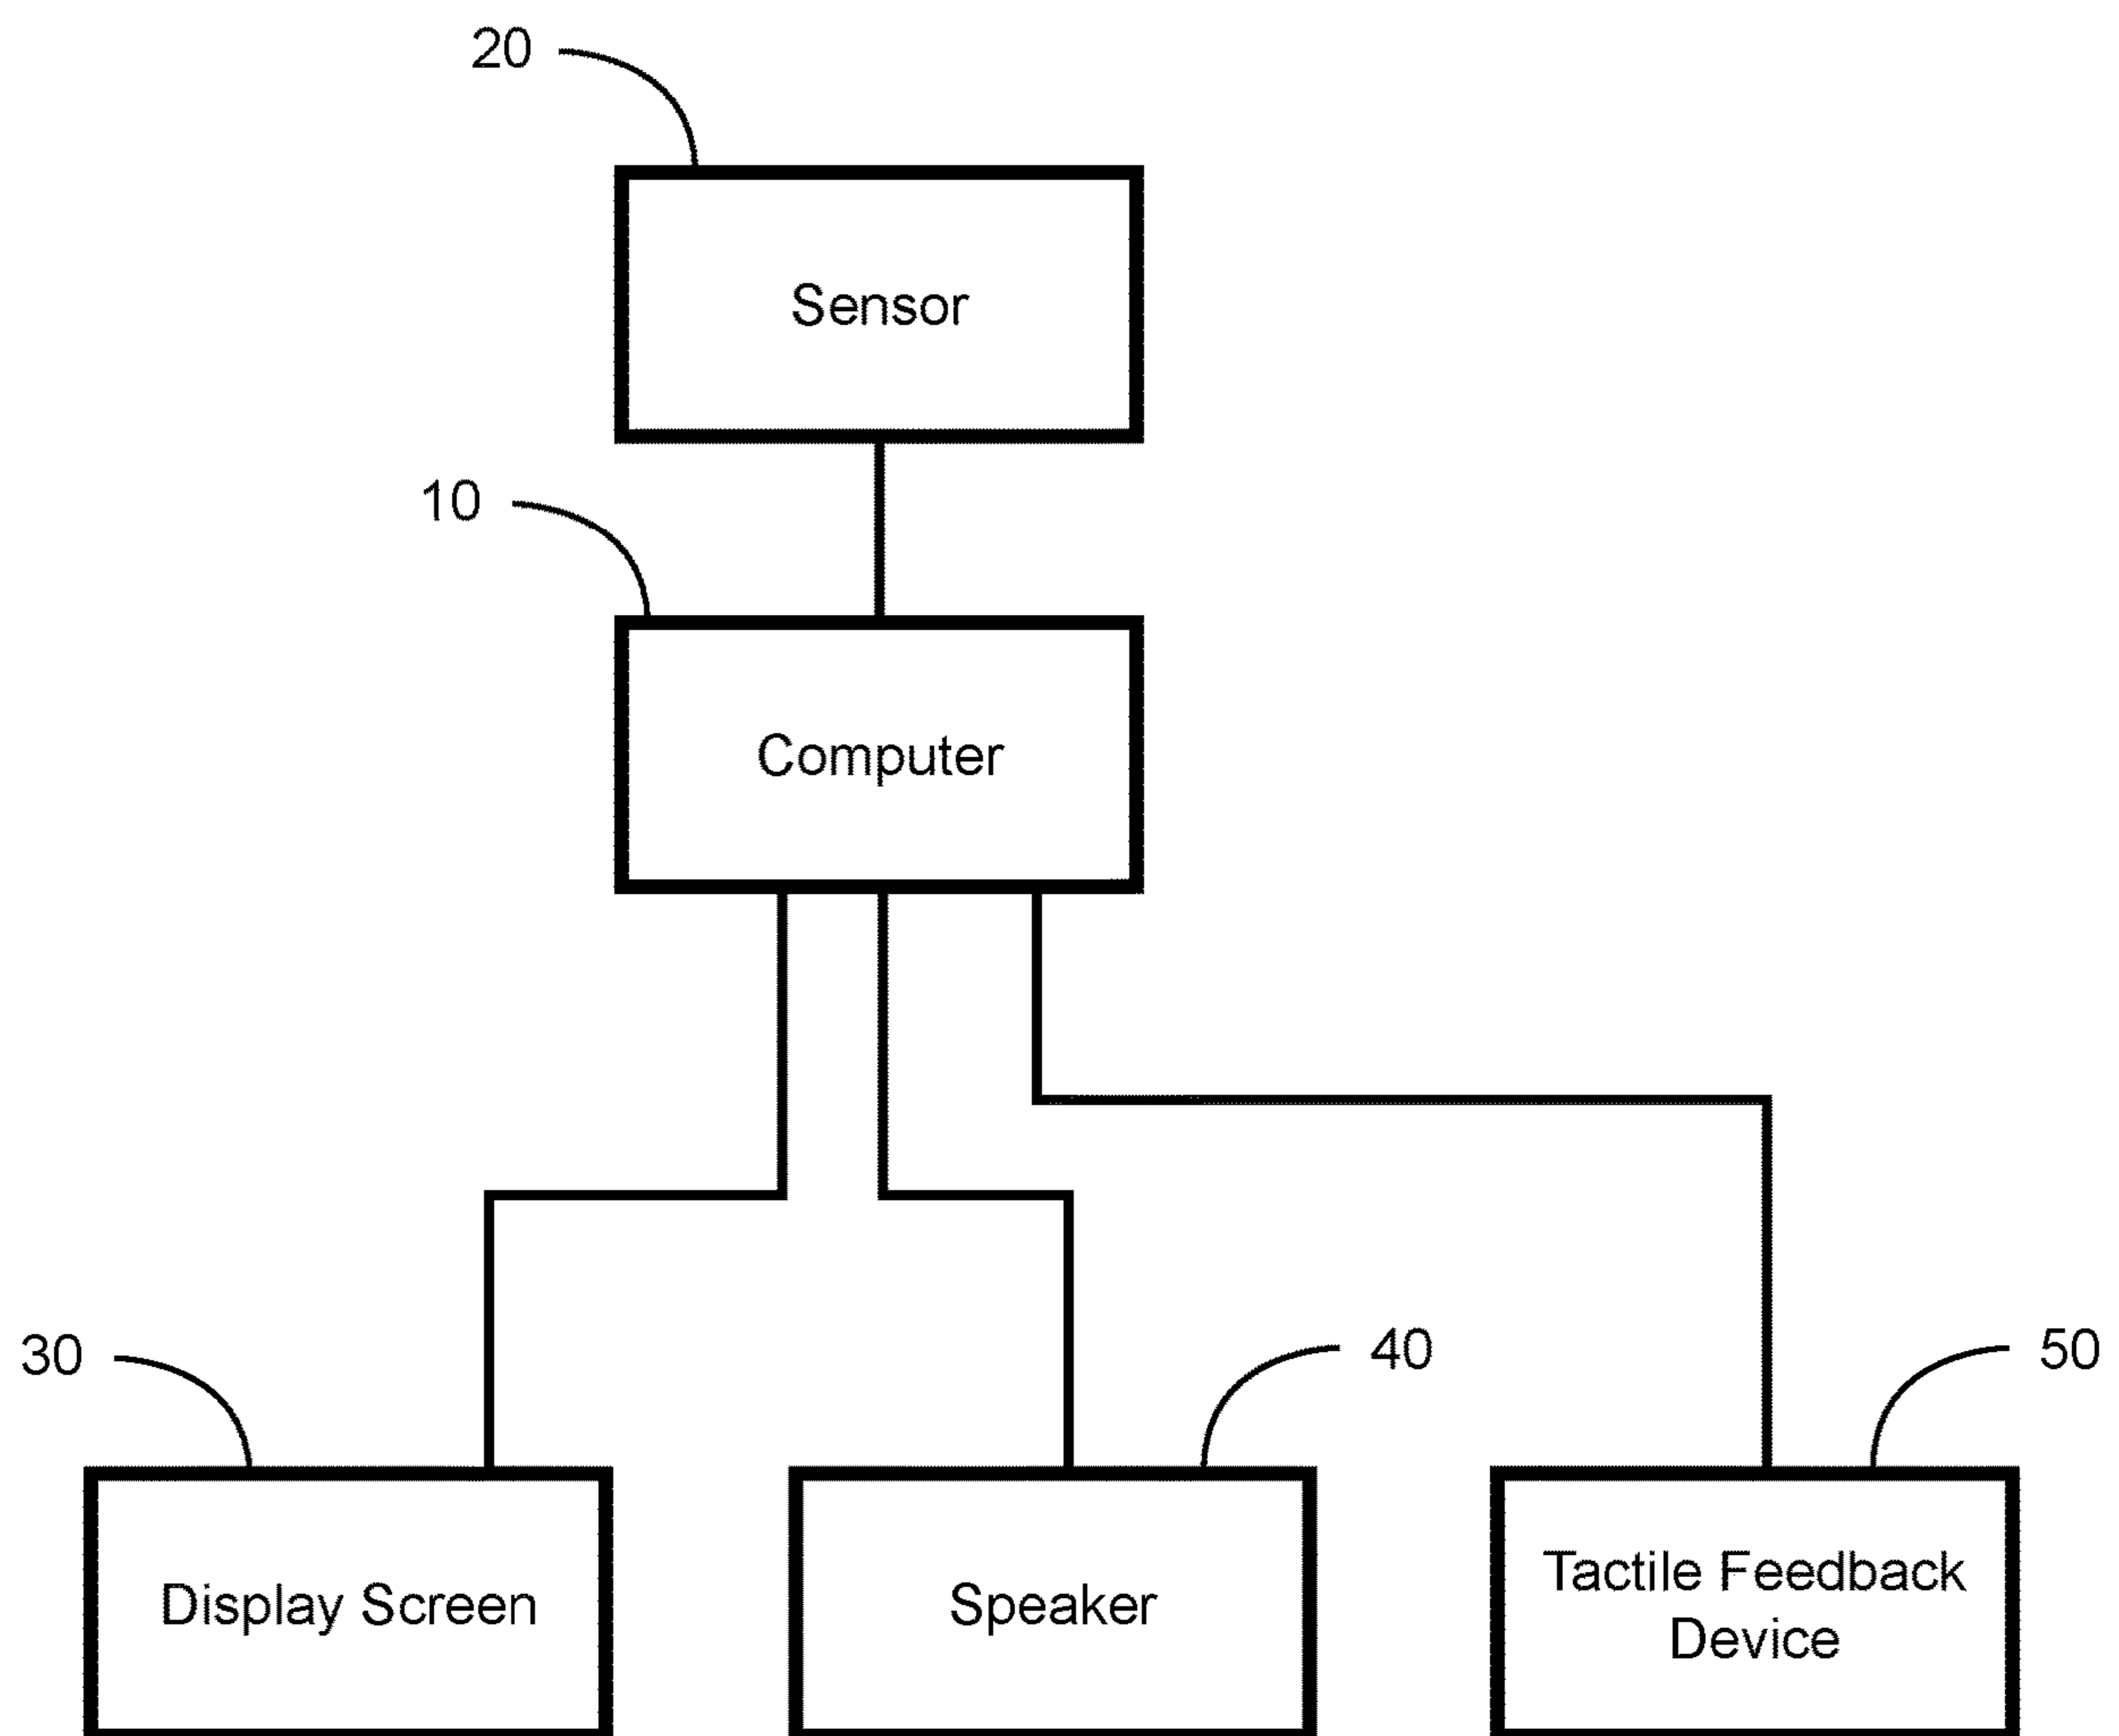 20
Sensor
10
Computer
30
40
50
Display Screen
Speaker
Tactile Feedback
Device